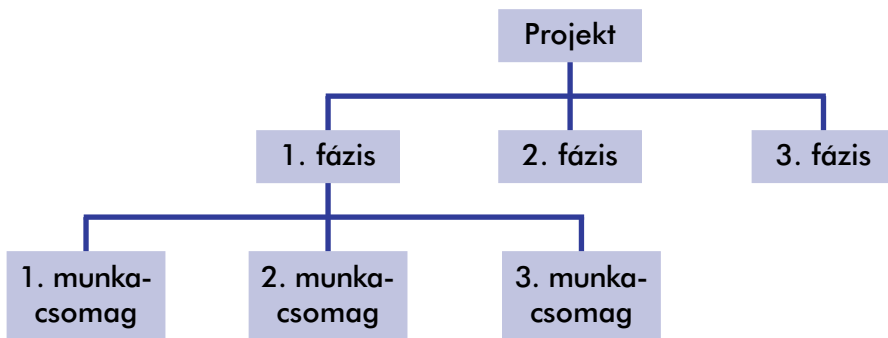 Projekt
1. fázis
2. fázis
3. fázis
1. munka-
csomag
2. munka-
csomag
3. munka-
csomag